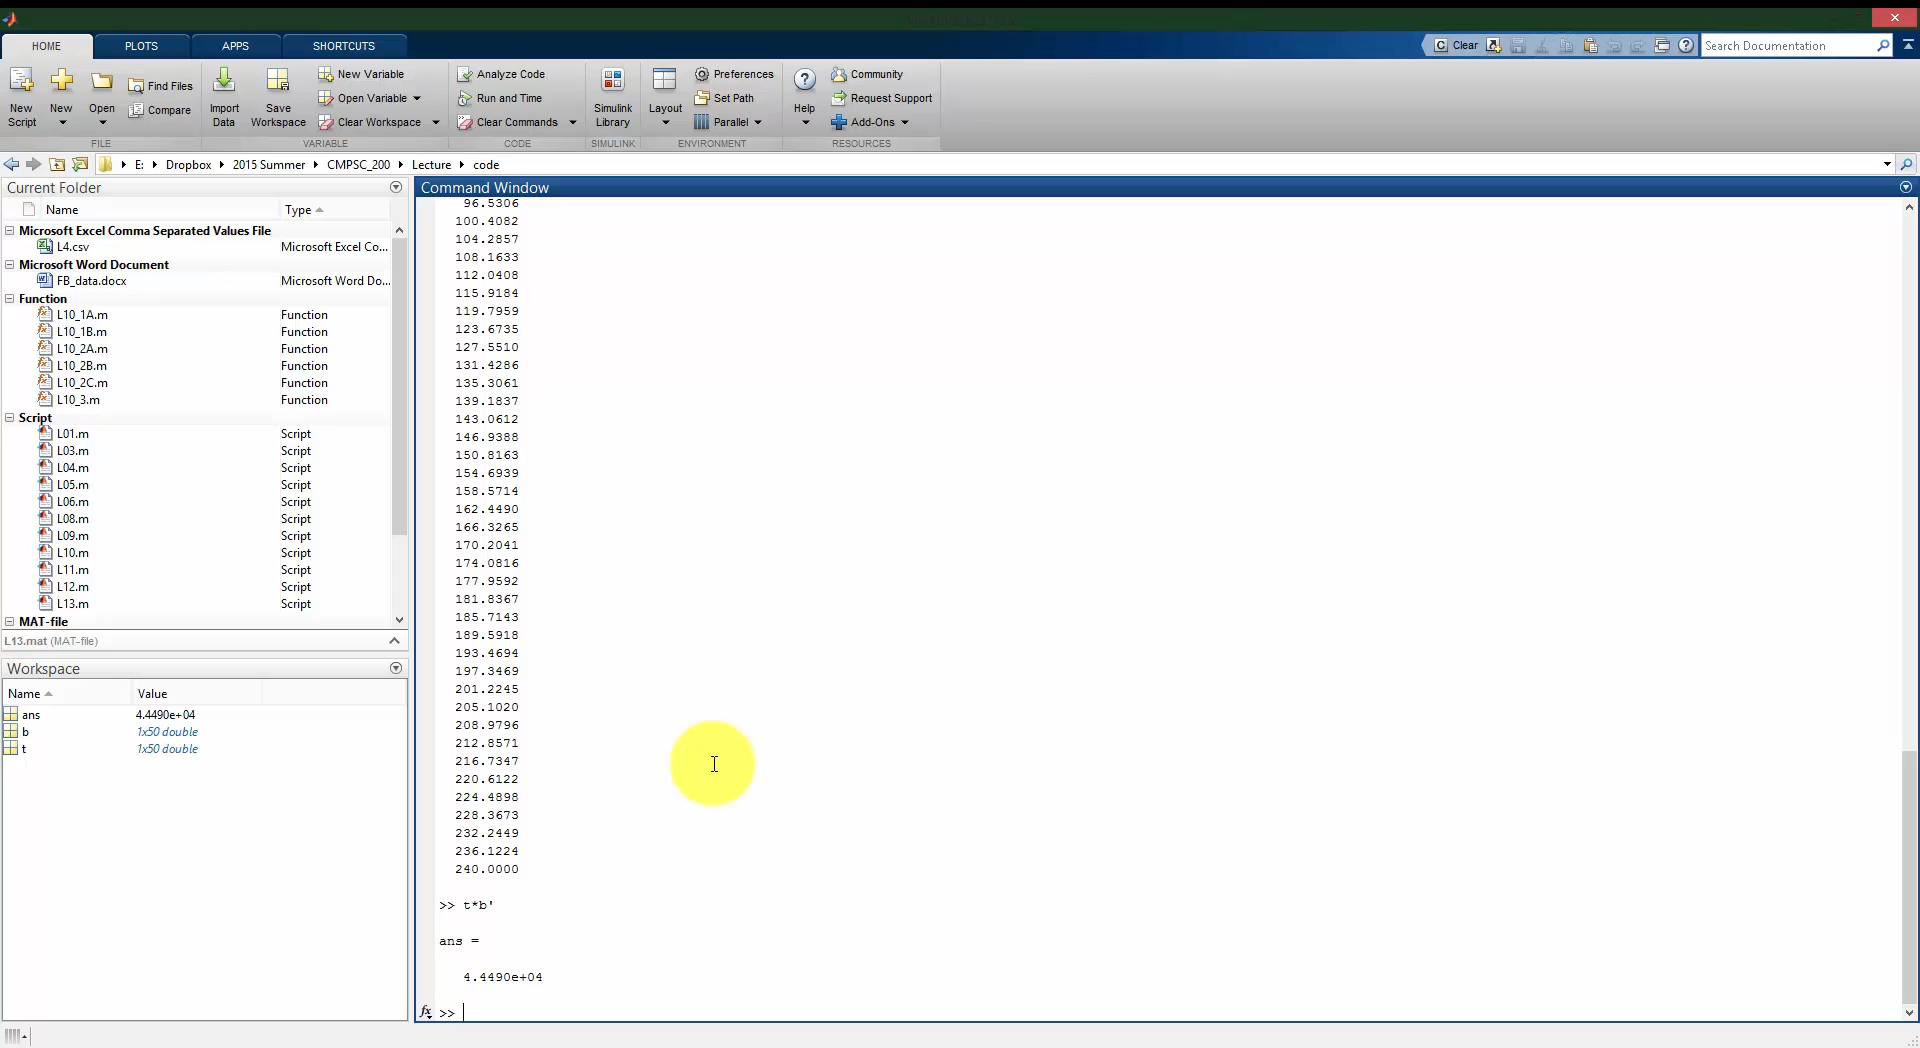 HOME PLOTS APPS SHORTCUTS
Clear
Search Documentation
New Script
New
Open
Find Files
Compare
FILE
Import Data
Save Workspace
New Variable
Open Variable
Clear Workspace
VARIABLE
Analyze Code
Run and Time
Clear Commands
CODE
Simulink Library
SIMULINK
Layout
Preferences
Set Path
Parallel
ENVIRONMENT
Help
Community
Request Support
Add-Ons
RESOURCES
E: Dropbox 2015 Summer CMPSC_200 Lecture code
Current Folder
Name Type
Microsoft Excel Comma Separated Values File
L4.csv Microsoft Excel Co...
Microsoft Word Document
FB_data.docx Microsoft Word Do...
Function
L10_1A.m Function
L10_1B.m Function
L10_2A.m Function
L10_2B.m Function
L10_2C.m Function
L10_3.m Function
Script
L01.m Script
L03.m Script
L04.m Script
L05.m Script
L06.m Script
L08.m Script
L09.m Script
L10.m Script
L11.m Script
L12.m Script
L13.m Script
MAT-file
L13.mat (MAT-file)
Workspace
Name Value
ans 4.4490e+04
b 1x50 double
t 1x50 double
Command Window
96.5306
100.4082
104.2857
108.1633
112.0408
115.9184
119.7959
123.6735
127.5510
131.4286
135.3061
139.1837
143.0612
146.9388
150.8163
154.6939
158.5714
162.4490
166.3265
170.2041
174.0816
177.9592
181.8367
185.7143
189.5918
193.4694
197.3469
201.2245
205.1020
208.9796
212.8571
216.7347
220.6122
224.4898
228.3673
232.2449
236.1224
240.0000
>> t*b'
ans =
4.4490e+04
fx >>